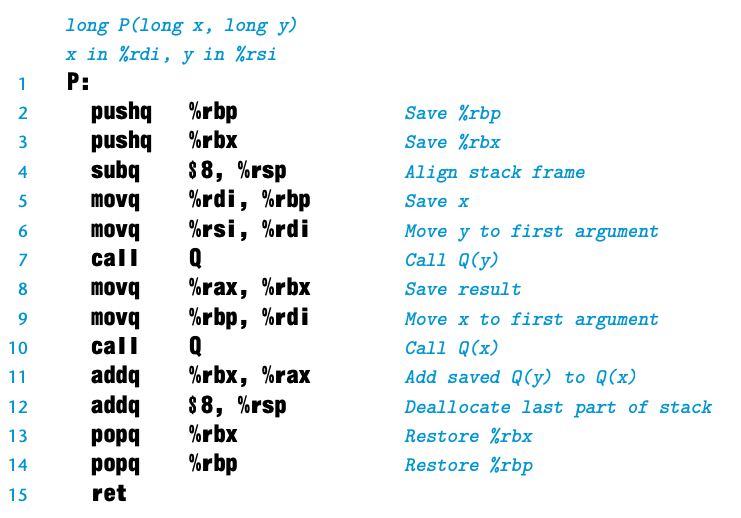 long P(long x, long y)
x in %rdi, y in %rsi
1 P:
2 pushq %rbp Save %rbp
3 pushq %rbx Save %rbx
4 subq $8, %rsp Align stack frame
5 movq %rdi, %rbp Save x
6 movq %rsi, %rdi Move y to first argument
7 call Q Call Q(y)
8 movq %rax, %rbx Save result
9 movq %rbp, %rdi Move x to first argument
10 call Q Call Q(x)
11 addq %rbx, %rax Add saved Q(y) to Q(x)
12 addq $8, %rsp Deallocate last part of stack
13 popq %rbx Restore %rbx
14 popq %rbp Restore %rbp
15 ret